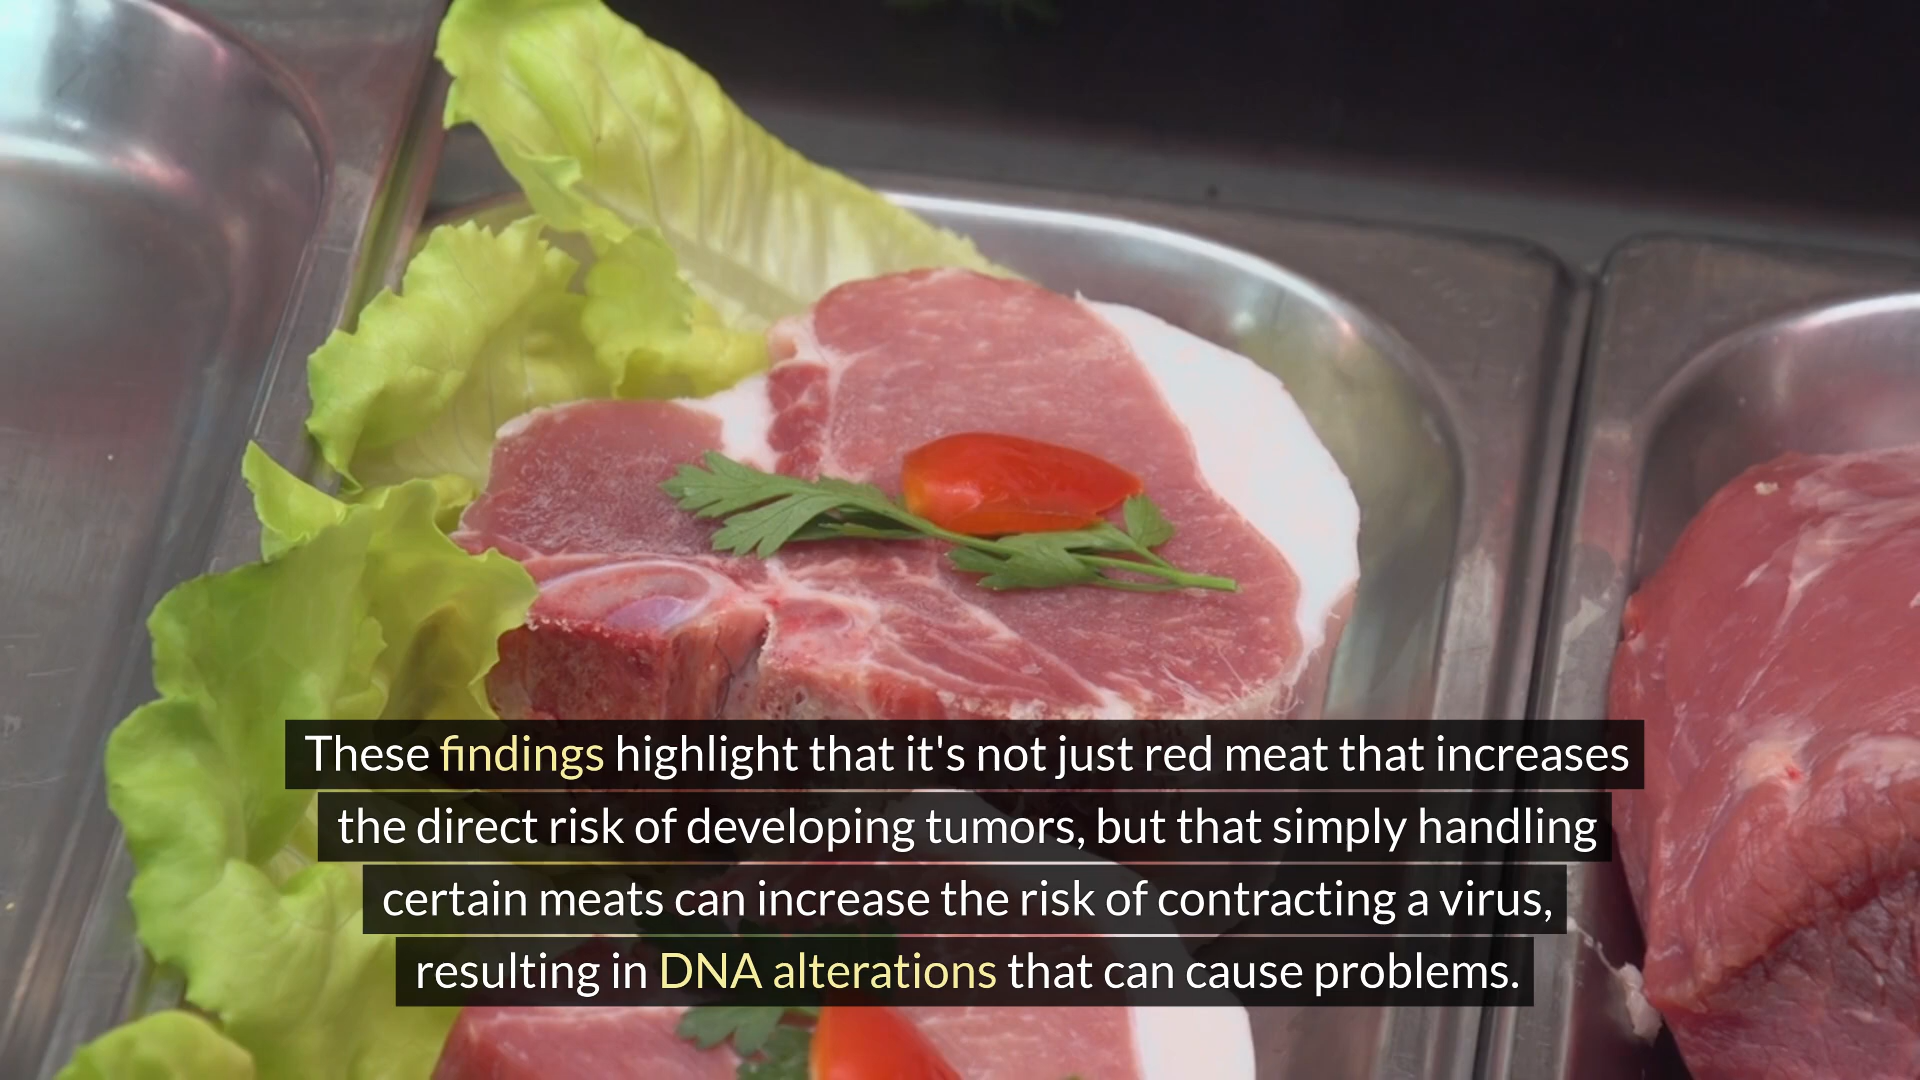 These findings highlight that it's not just red meat that increases
the direct risk of developing tumors, but that simply handling
certain meats can increase the risk of contracting a virus,
resulting in DNA alterations that can cause problems.